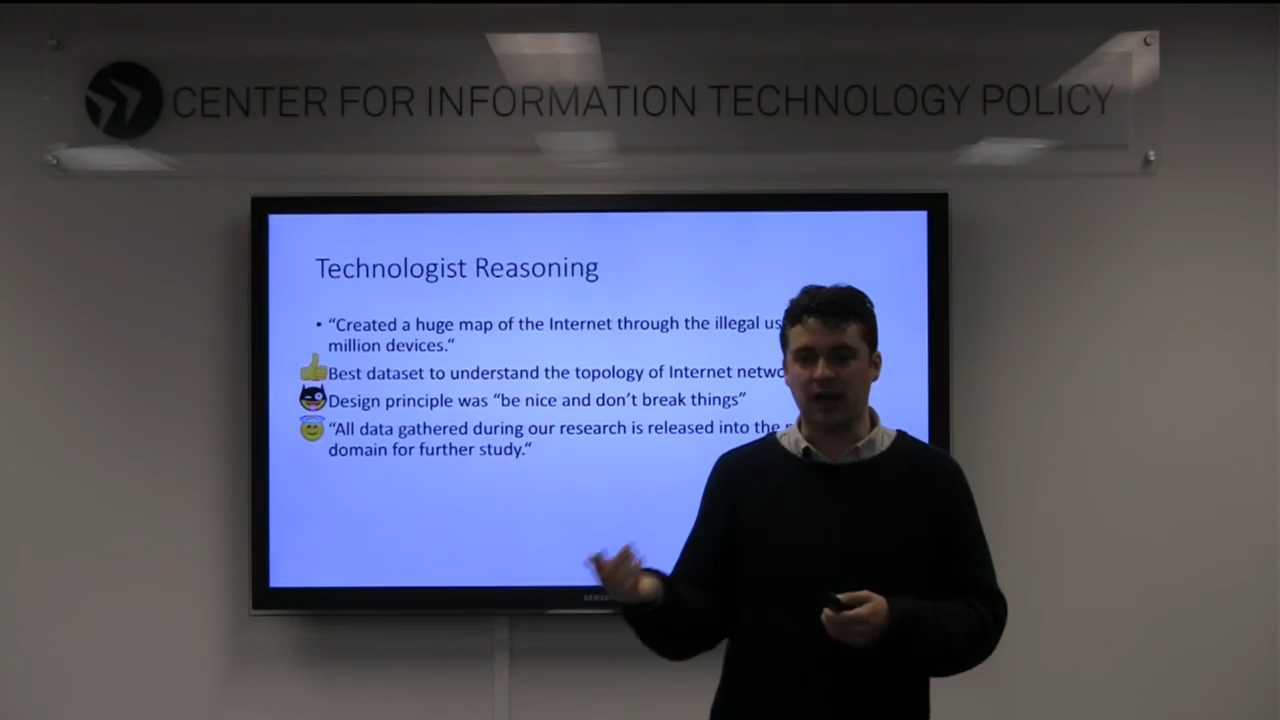 CENTER FOR INFORMATION TECHNOLOGY POLICY
Technologist Reasoning
• “Created a huge map of the Internet through the illegal
million devices.“
Best dataset to understand the topology of Internet
Design principle was “be nice and don’t break things”
“All data gathered during our research is released into the
domain for further study.“